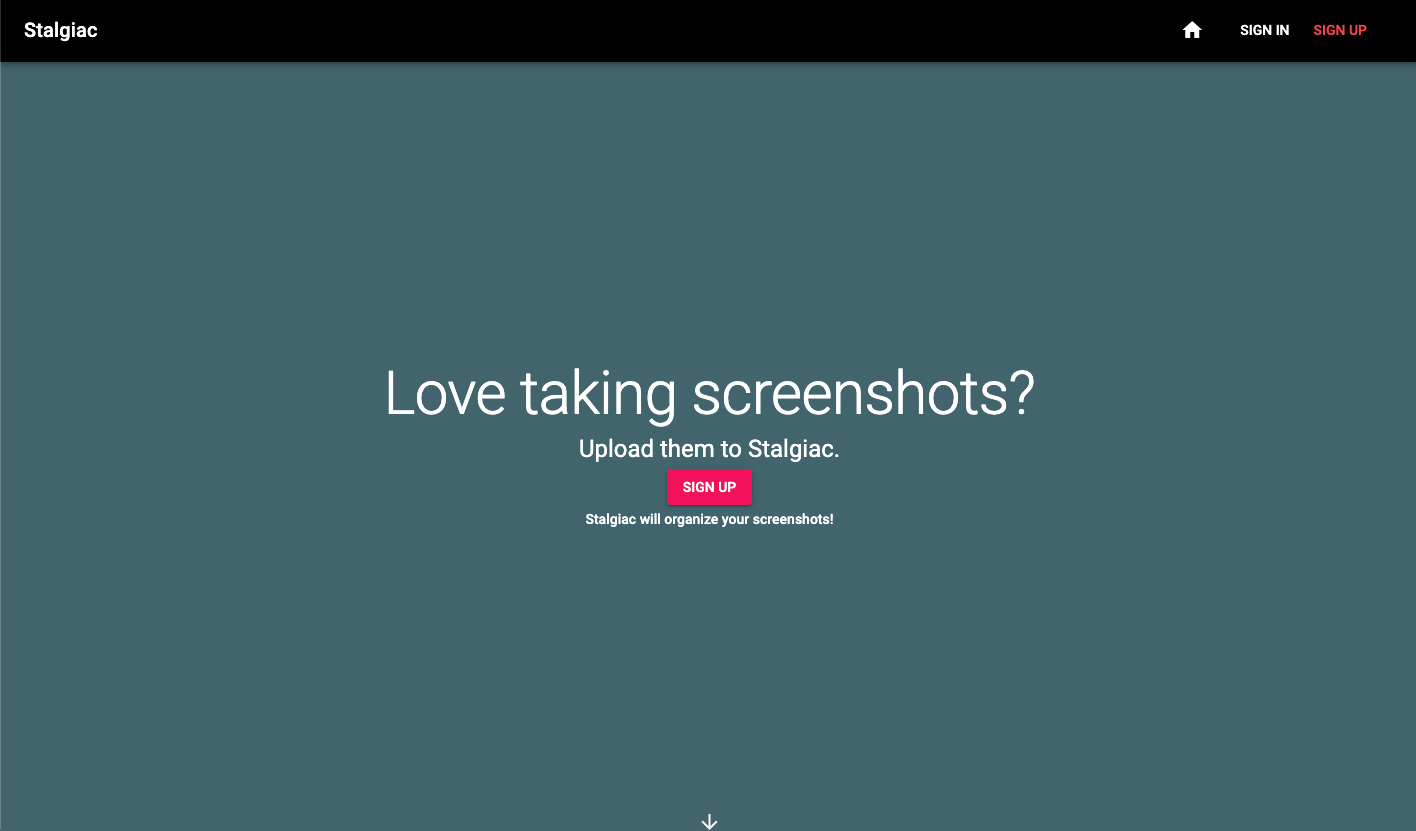 Stalgiac
SIGN IN
SIGN UP
Love taking screenshots?
Upload them to Stalgiac.
SIGN UP
Stalgiac will organize your screenshots!